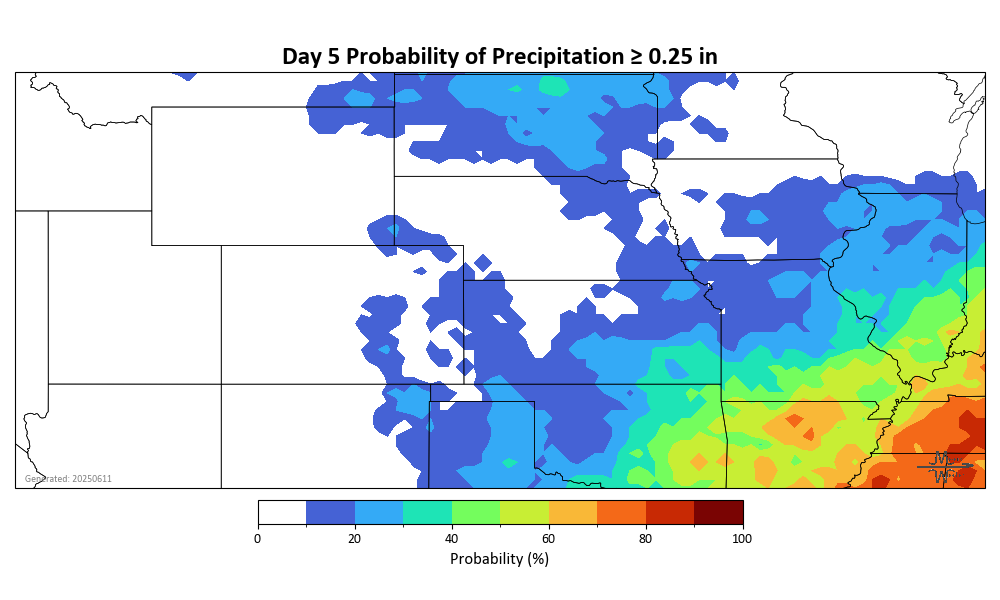 Day 5 Probability of Precipitation ≥ 0.25 in
Generated: 20250611
0 20 40 60 80 100
Probability (%)